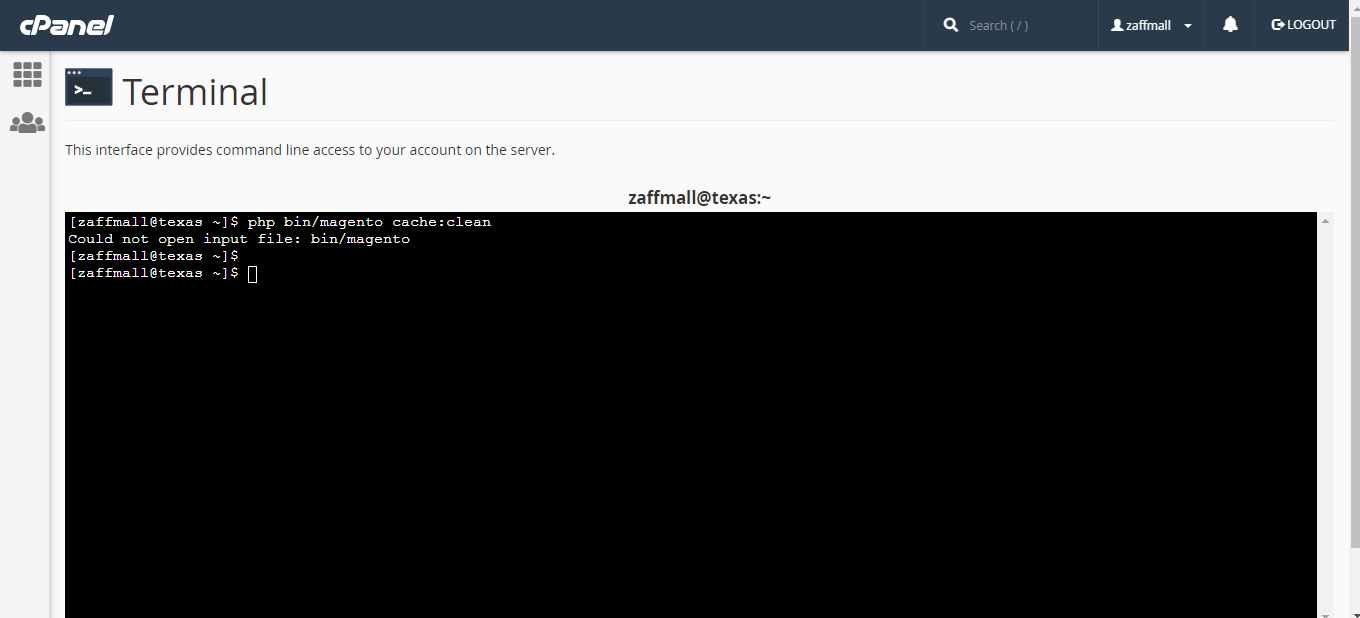 cPanel
Search ( / )
zaffmall
LOGOUT
>_
Terminal
This interface provides command line access to your account on the server.
zaffmall@texas:~
[zaffmall@texas ~]$ php bin/magento cache:clean
Could not open input file: bin/magento
[zaffmall@texas ~]$
[zaffmall@texas ~]$